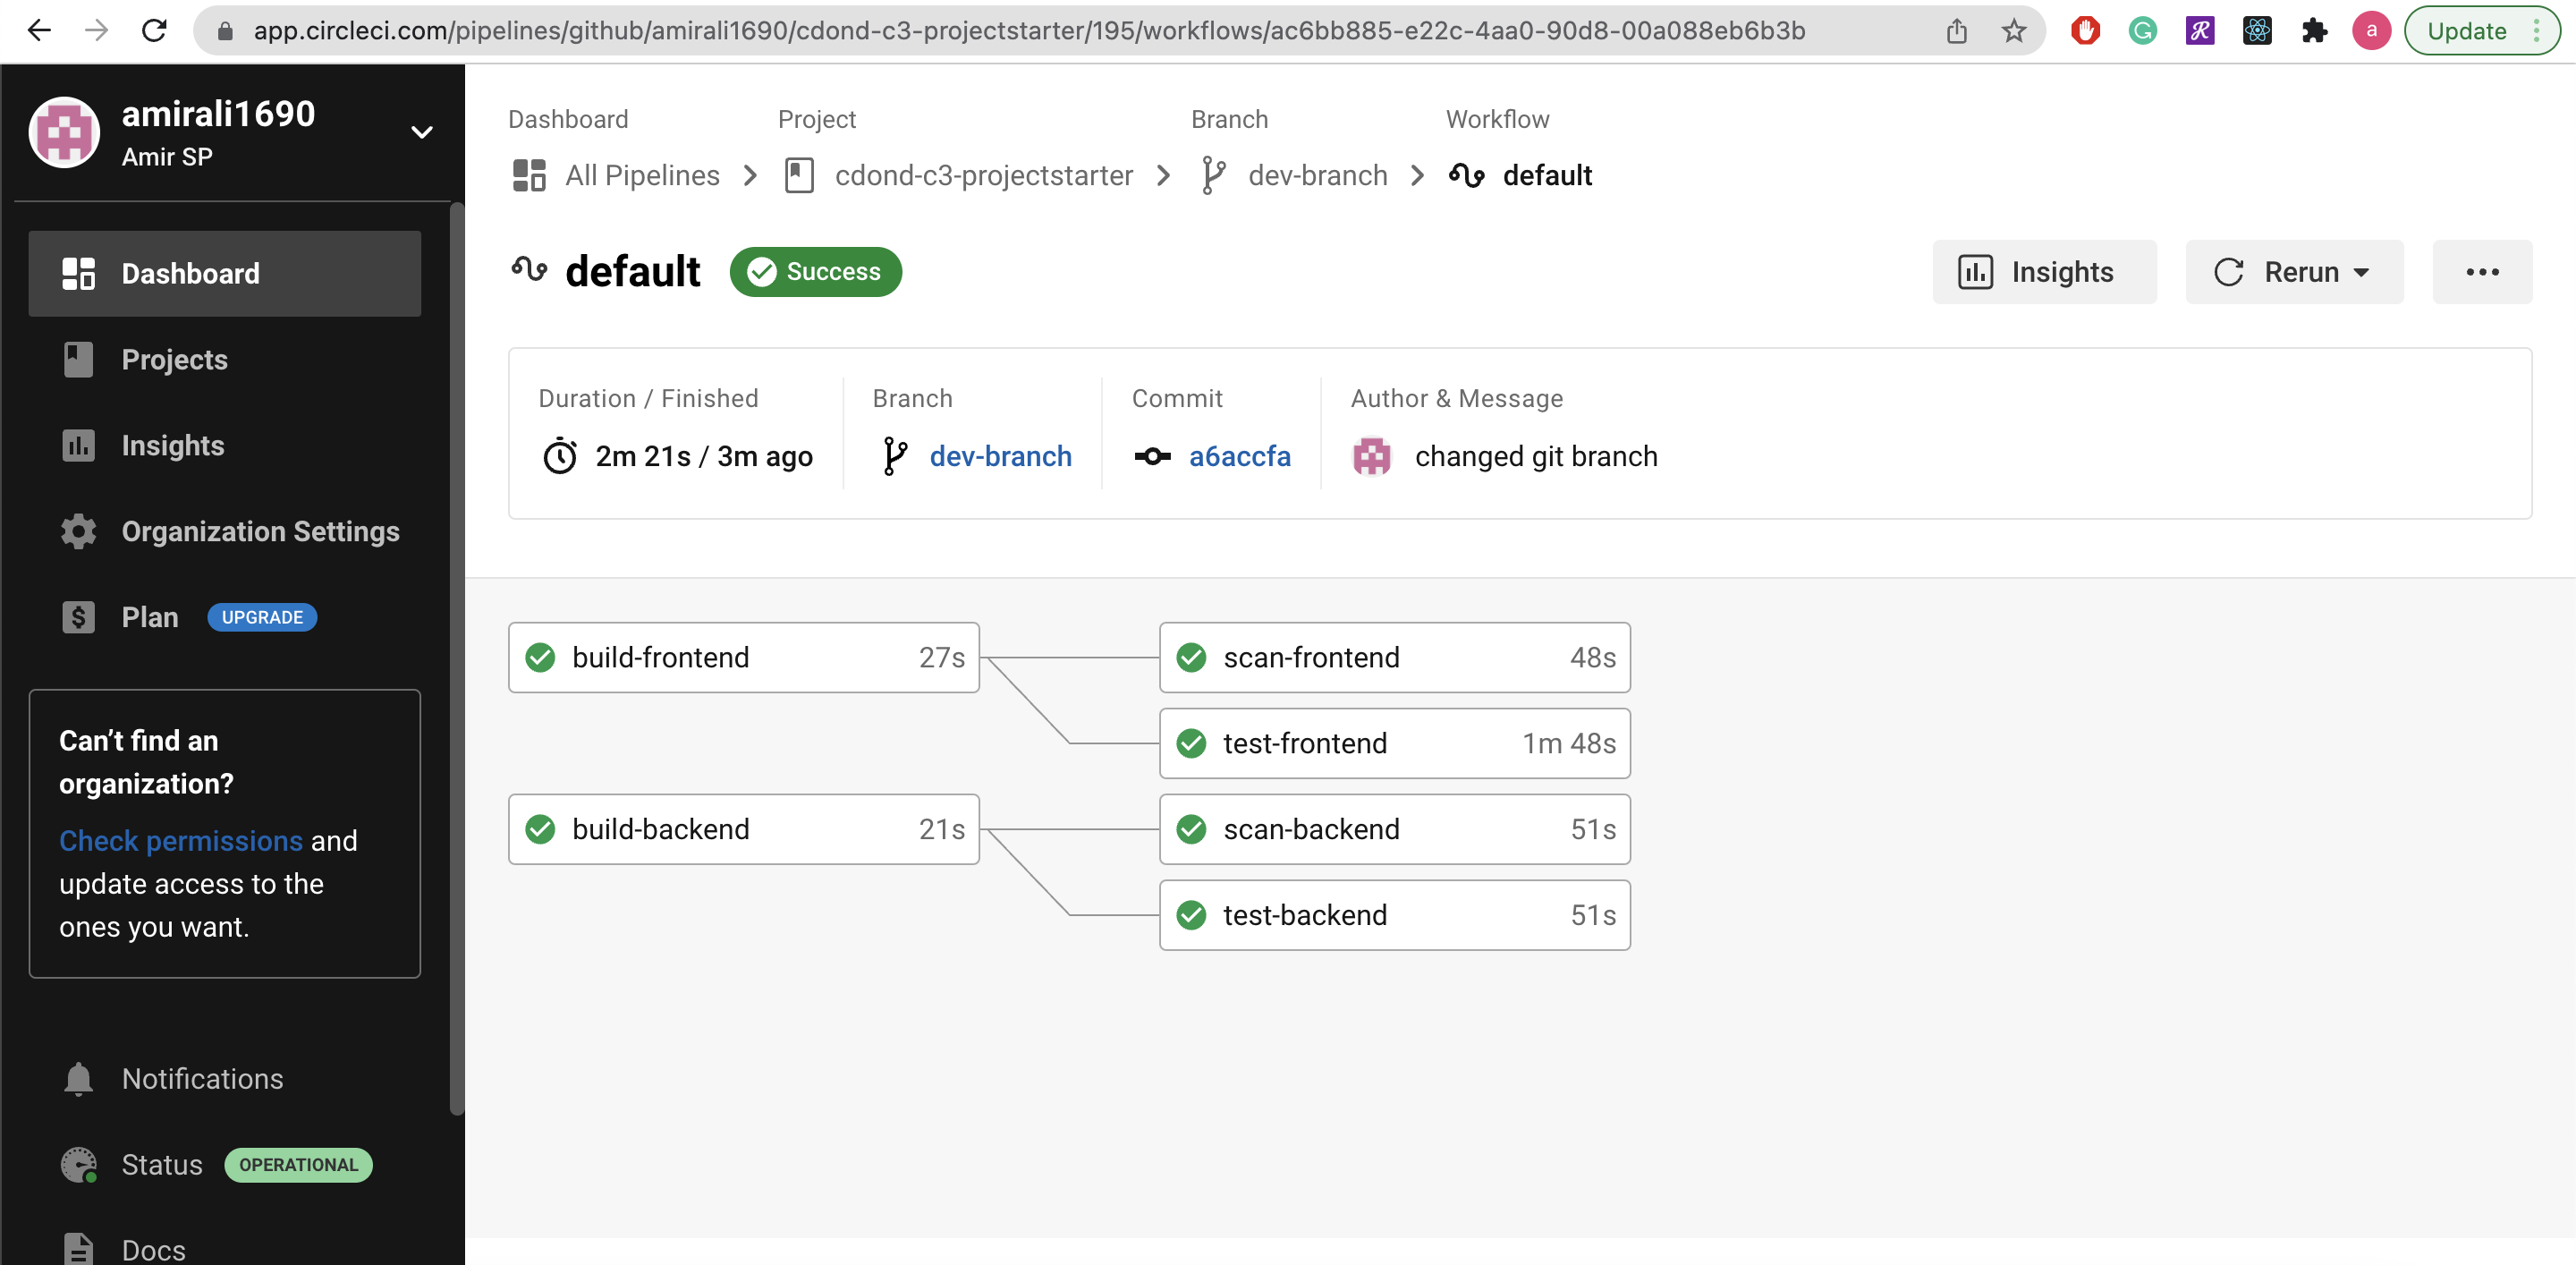 app.circleci.com/pipelines/github/amirali1690/cdond-c3-projectstarter/195/workflows/ac6bb885-e22c-4aa0-90d8-00a088eb6b3b
a
Update
amirali1690
Amir SP
Dashboard
Projects
Insights
Organization Settings
Plan UPGRADE
Can't find an
organization?
Check permissions and
update access to the
ones you want.
Notifications
Status OPERATIONAL
Docs
Dashboard Project Branch Workflow
All Pipelines cdond-c3-projectstarter dev-branch default
default Success
Insights Rerun
Duration / Finished Branch Commit Author & Message
2m 21s / 3m ago dev-branch a6accfa changed git branch
build-frontend 27s scan-frontend 48s
test-frontend 1m 48s
build-backend 21s scan-backend 51s
test-backend 51s